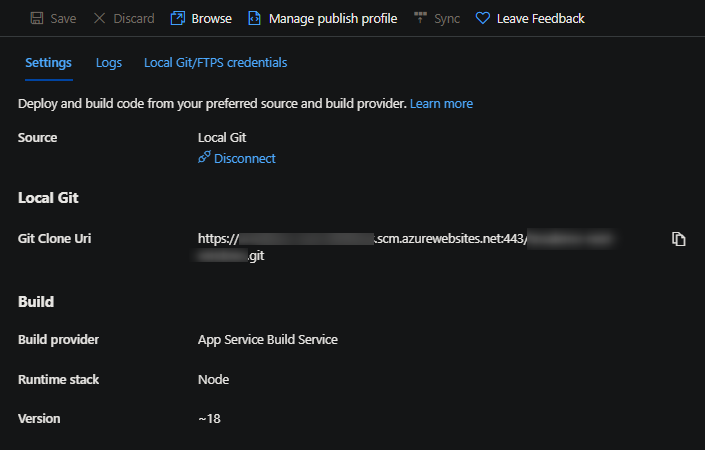 Save Discard Browse Manage publish profile Sync Leave Feedback
Settings Logs Local Git/FTPS credentials
Deploy and build code from your preferred source and build provider. Learn more
Source Local Git
Disconnect
Local Git
Git Clone Uri https:// .scm.azurewebsites.net:443/
.git
Build
Build provider App Service Build Service
Runtime stack Node
Version ~18